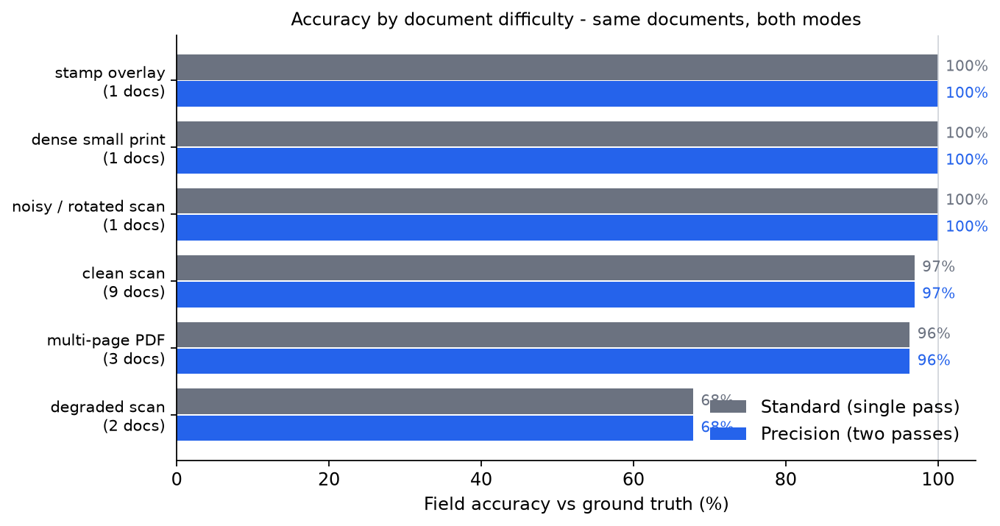 Accuracy by document difficulty - same documents, both modes
stamp overlay
(1 docs)
100%
100%
dense small print
(1 docs)
100%
100%
noisy / rotated scan
(1 docs)
100%
100%
clean scan
(9 docs)
97%
97%
multi-page PDF
(3 docs)
96%
96%
degraded scan
(2 docs)
68%
68%
Standard (single pass)
Precision (two passes)
0 20 40 60 80 100
Field accuracy vs ground truth (%)